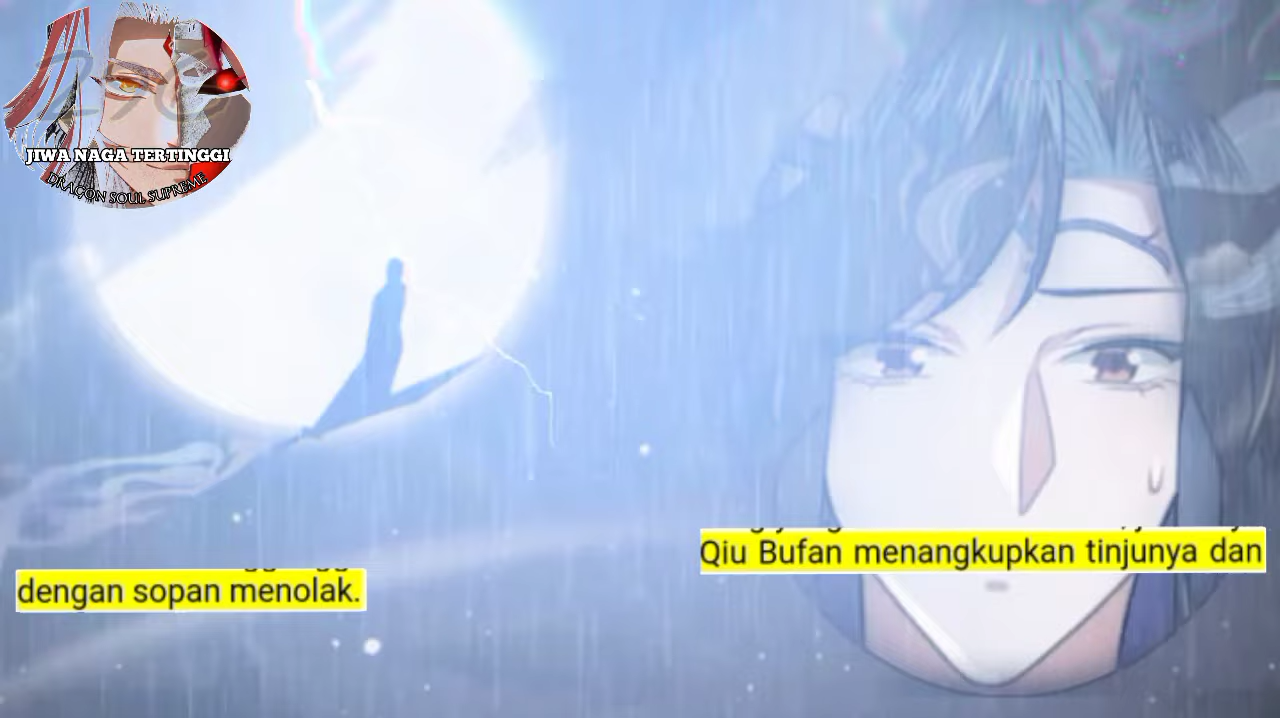 JIWA NAGA TERTINGGI
DRAGON SOUL SUPREME
Qiu Bufan menangkupkan tinjunya dan
dengan sopan menolak.